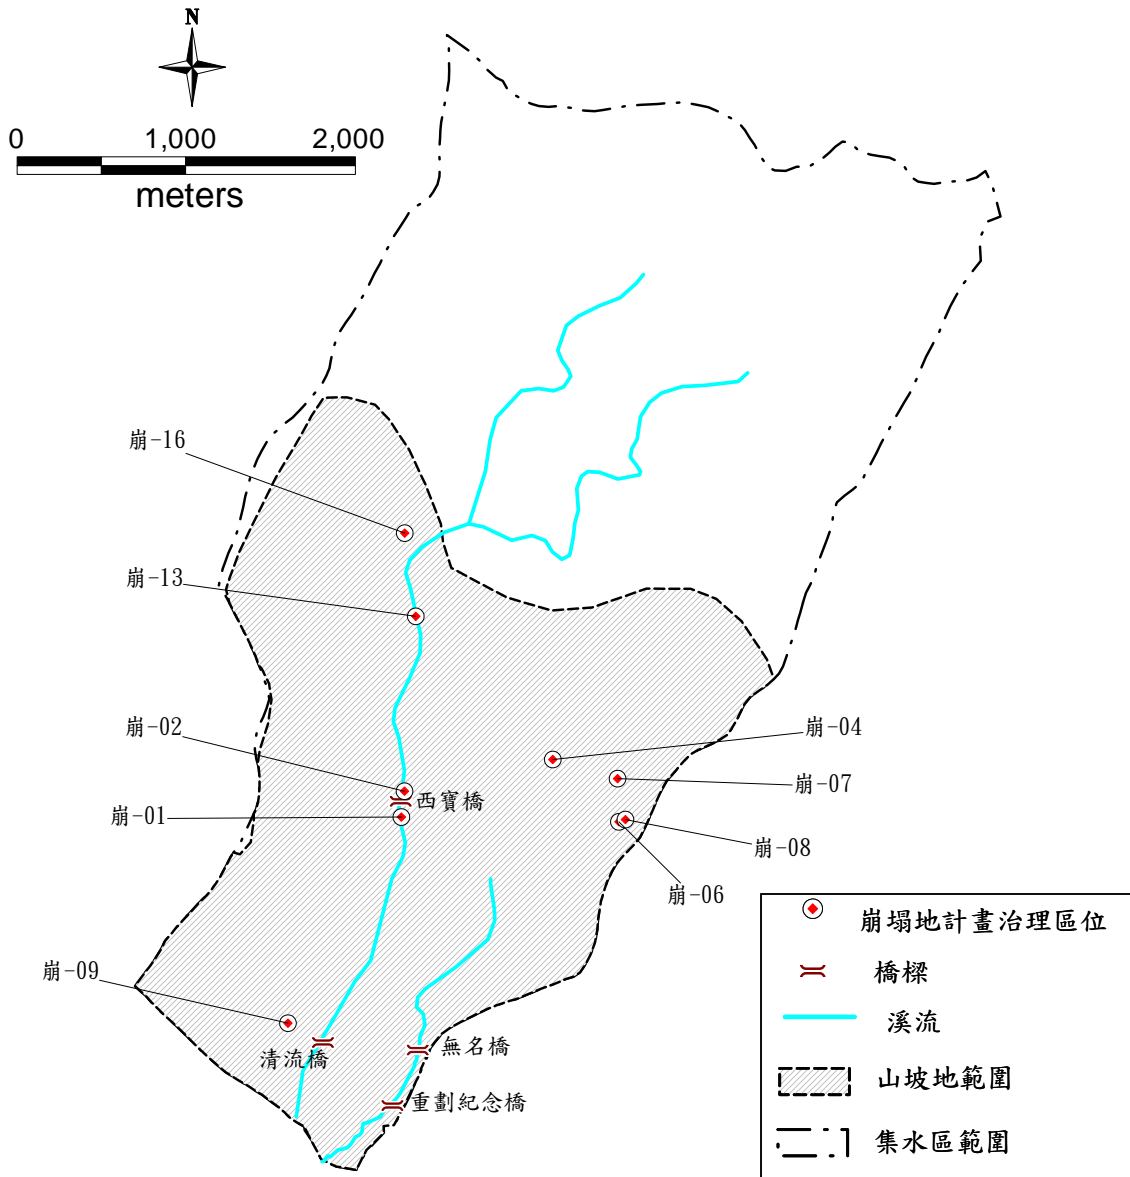 N
0 1,000 2,000
meters
崩-16
崩-13
崩-02
崩-04
崩-07
西寶橋
崩-01
崩-08
崩-06
崩塌地計畫治理區位
橋樑
崩-09
溪流
清流橋
無名橋
山坡地範圍
重劃紀念橋
集水區範圍